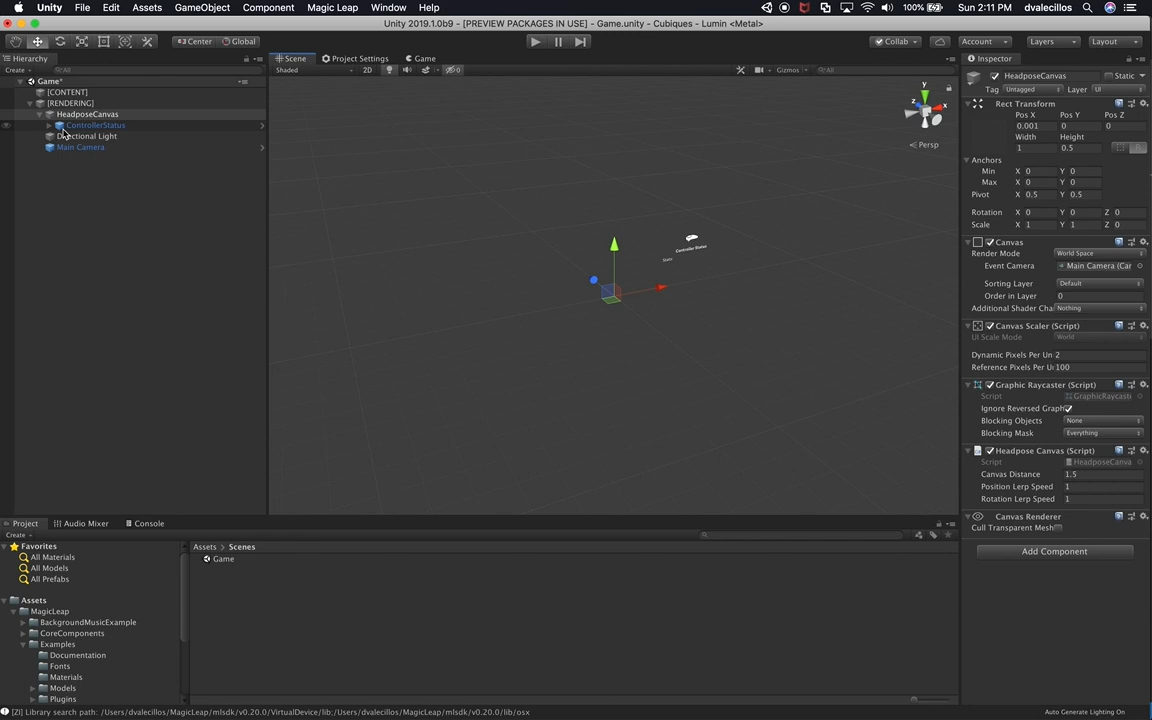 Unity File Edit Assets GameObject Component Magic Leap Window Help 100% Sun 2:11 PM dvalecillos
Unity 2019.1.0b9 - [PREVIEW PACKAGES IN USE] - Game.unity - Cubiques - Lumin <Metal>
Center Global Collab Account Layers Layout
Hierarchy Scene Project Settings Game Inspector
Create All Shaded 2D 0 Gizmos All
HeadposeCanvas Static
Tag Untagged Layer UI
Game*
[CONTENT]
[RENDERING]
HeadposeCanvas
ControllerStatus
Directional Light
Main Camera
y
x
z
Persp
Controller Status
State
Rect Transform
Pos X Pos Y Pos Z
0.001 0 0
Width Height
1 0.5
R
Anchors
Min X 0 Y 0
Max X 0 Y 0
Pivot X 0.5 Y 0.5
Rotation X 0 Y 0 Z 0
Scale X 1 Y 1 Z 0
Canvas
Render Mode World Space
Event Camera Main Camera (Car
Sorting Layer Default
Order in Layer 0
Additional Shader Cha Nothing
Canvas Scaler (Script)
UI Scale Mode World
Dynamic Pixels Per Un 2
Reference Pixels Per U 100
Graphic Raycaster (Script)
Script GraphicRaycaste
Ignore Reversed Graph
Blocking Objects None
Blocking Mask Everything
Headpose Canvas (Script)
Script HeadposeCanva
Canvas Distance 1.5
Position Lerp Speed 1
Rotation Lerp Speed 1
Canvas Renderer
Cull Transparent Mesh
Add Component
Project Audio Mixer Console
Create
Favorites
All Materials
All Models
All Prefabs
Assets
MagicLeap
BackgroundMusicExample
CoreComponents
Examples
Documentation
Fonts
Materials
Models
Plugins
Assets > Scenes
Game
[ZI] Library search path: /Users/dvalecillos/MagicLeap/mlsdk/v0.20.0/VirtualDevice/lib;/Users/dvalecillos/MagicLeap/mlsdk/v0.20.0/lib/osx
Auto Generate Lighting On